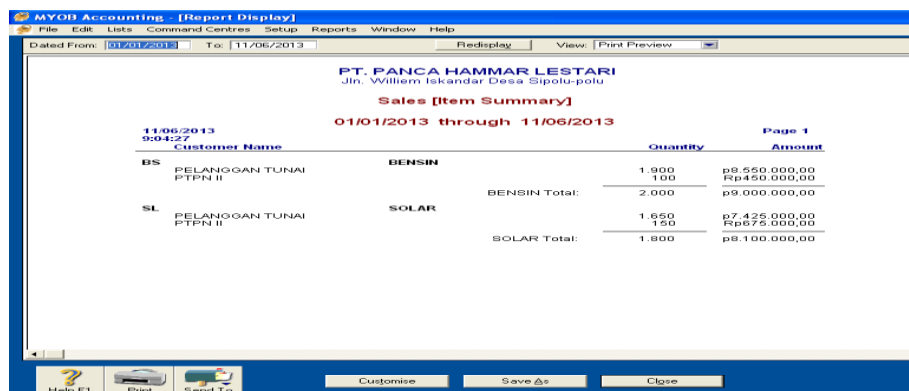 MYOB Accounting - [Report Display]
File Edit Lists Command Centres Setup Reports Window Help
Dated From: 01/01/2013 To: 11/06/2013 Redisplay View: Print Preview
PT. PANCA HAMMAR LESTARI
Jln. Williem Iskandar Desa Sipolu-polu
Sales [Item Summary]
01/01/2013 through 11/06/2013
11/06/2013 Page 1
9:04:27
Customer Name Quantity Amount
BS BENSIN
PELANGGAN TUNAI 1.900 p8.550.000,00
PTPN II 100 Rp450.000,00
BENSIN Total: 2.000 p9.000.000,00
SL SOLAR
PELANGGAN TUNAI 1.650 p7.425.000,00
PTPN II 150 Rp675.000,00
SOLAR Total: 1.800 p8.100.000,00
Help F1 Print Send To Customise Save As Close